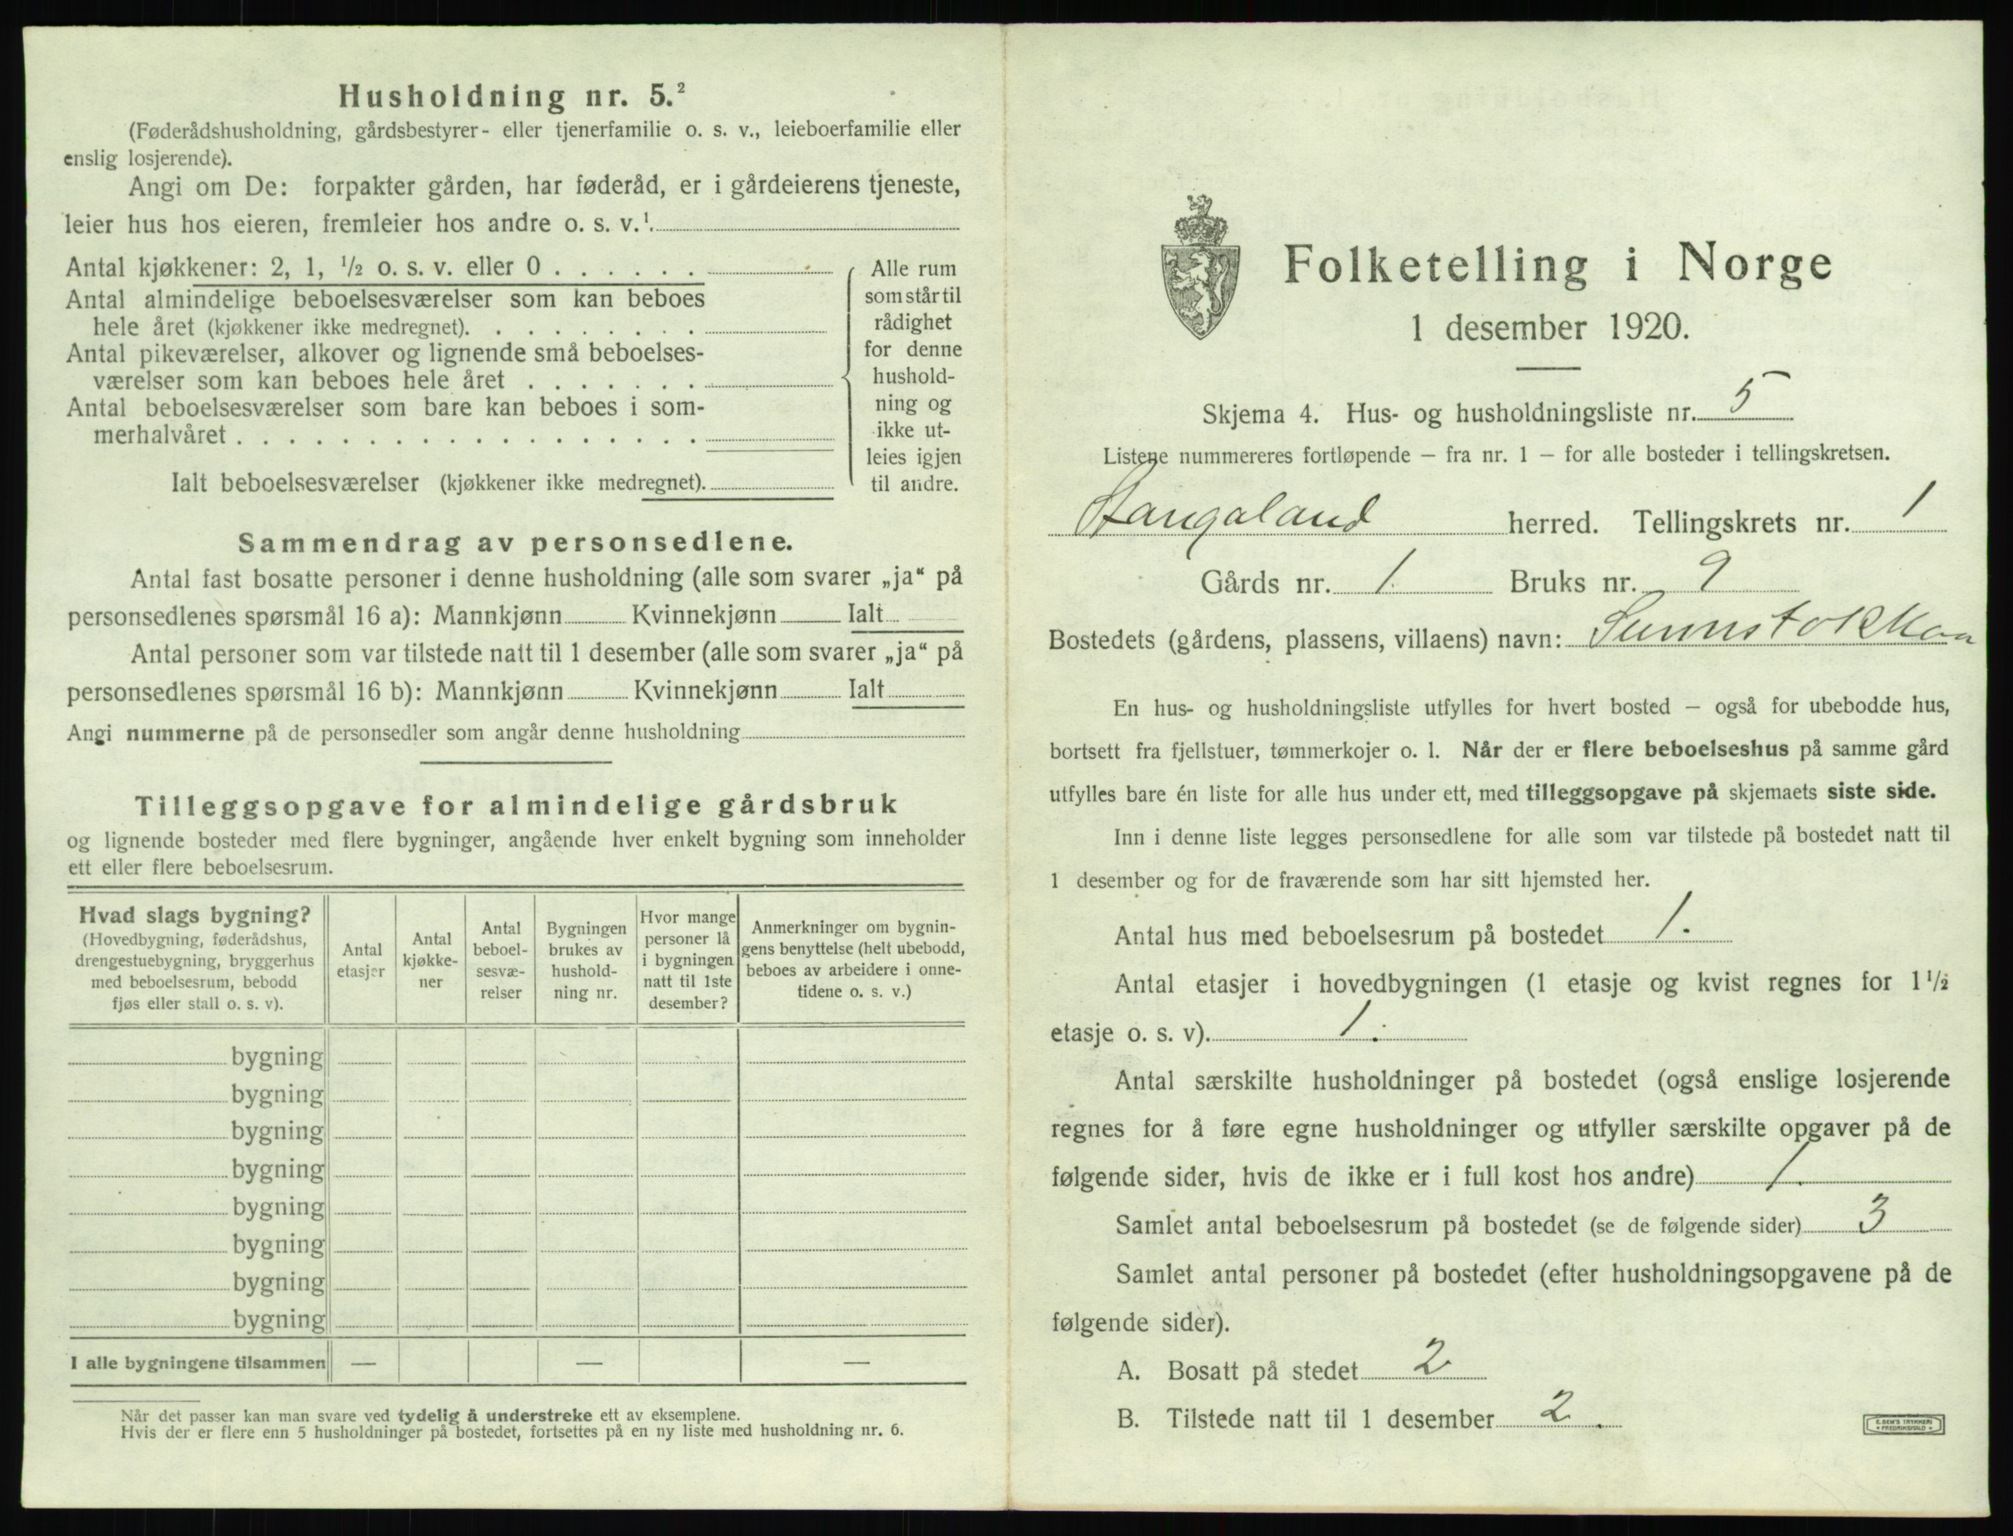 Husholdning nr. 5.²
(Føderådshusholdning, gårdsbestyrer- eller tjenerfamilie o. s. v., leieboerfamilie eller
enslig losjerende).
Angi om De: forpakter gården, har føderåd, er i gårdeierens tjeneste,
leier hus hos eieren, fremleier hos andre o. s. v.¹
Antal kjøkkener: 2, 1, ½ o. s. v. eller 0 . . . . . .
Antal almindelige beboelsesværelser som kan beboes
hele året (kjøkkener ikke medregnet). . . . . . . . .
Antal pikeværelser, alkover og lignende små beboelses-
værelser som kan beboes hele året . . . . . . .
Antal beboelsesværelser som bare kan beboes i som-
merhalvåret . . . . . . . . . . . . . . . . . .
Ialt beboelsesværelser (kjøkkener ikke medregnet).
Alle rum
som står til
rådighet
for denne
hushold-
ning og
ikke ut-
leies igjen
til andre.
Sammendrag av personsedlene.
Antal fast bosatte personer i denne husholdning (alle som svarer „ja“ på
personsedlenes spørsmål 16 a): Mannkjønn Kvinnekjønn Ialt
Antal personer som var tilstede natt til 1 desember (alle som svarer „ja“ på
personsedlenes spørsmål 16 b): Mannkjønn Kvinnekjønn Ialt
Angi nummerne på de personsedler som angår denne husholdning
Tilleggsopgave for almindelige gårdsbruk
og lignende bosteder med flere bygninger, angående hver enkelt bygning som inneholder
ett eller flere beboelsesrum.
Hvad slags bygning?
(Hovedbygning, føderådshus,
drengestuebygning, bryggerhus
med beboelsesrum, bebodd
fjøs eller stall o. s. v).
Antal
etasjer
Antal
kjøkke-
ner
Antal
beboel-
sesvæ-
relser
Bygningen
brukes av
hushold-
ning nr.
Hvor mange
personer lå
i bygningen
natt til 1ste
desember?
Anmerkninger om bygnin-
gens benyttelse (helt ubebodd,
beboes av arbeidere i onne-
tidene o. s. v.)
bygning
bygning
bygning
bygning
bygning
bygning
bygning
bygning
I alle bygningene tilsammen — — —
Når det passer kan man svare ved tydelig å understreke ett av eksemplene.
Hvis der er flere enn 5 husholdninger på bostedet, fortsettes på en ny liste med husholdning nr. 6.
Folketelling i Norge
1 desember 1920.
Skjema 4. Hus- og husholdningsliste nr. 5
Listene nummereres fortløpende – fra nr. 1 – for alle bosteder i tellingskretsen.
Stangaland herred. Tellingskrets nr. 1
Gårds nr. 1. Bruks nr. 9
Bostedets (gårdens, plassens, villaens) navn: Sunnstokkaa
En hus- og husholdningsliste utfylles for hvert bosted – også for ubebodde hus,
bortsett fra fjellstuer, tømmerkojer o. l. Når der er flere beboelseshus på samme gård
utfylles bare én liste for alle hus under ett, med tilleggsopgave på skjemaets siste side.
Inn i denne liste legges personsedlene for alle som var tilstede på bostedet natt til
1 desember og for de fraværende som har sitt hjemsted her.
Antal hus med beboelsesrum på bostedet 1.
Antal etasjer i hovedbygningen (1 etasje og kvist regnes for 1½
etasje o. s. v). 1.
Antal særskilte husholdninger på bostedet (også enslige losjerende
regnes for å føre egne husholdninger og utfyller særskilte opgaver på de
følgende sider, hvis de ikke er i full kost hos andre) 1.
Samlet antal beboelsesrum på bostedet (se de følgende sider) 3
Samlet antal personer på bostedet (efter husholdningsopgavene på de
følgende sider).
A. Bosatt på stedet 2
B. Tilstede natt til 1 desember 2.